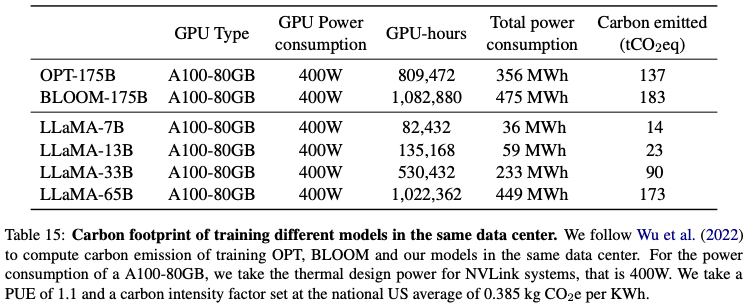 GPU Type GPU Power consumption GPU-hours Total power consumption Carbon emitted (tCO₂eq)
OPT-175B A100-80GB 400W 809,472 356 MWh 137
BLOOM-175B A100-80GB 400W 1,082,880 475 MWh 183
LLaMA-7B A100-80GB 400W 82,432 36 MWh 14
LLaMA-13B A100-80GB 400W 135,168 59 MWh 23
LLaMA-33B A100-80GB 400W 530,432 233 MWh 90
LLaMA-65B A100-80GB 400W 1,022,362 449 MWh 173
Table 15: Carbon footprint of training different models in the same data center. We follow Wu et al. (2022)
to compute carbon emission of training OPT, BLOOM and our models in the same data center. For the power
consumption of a A100-80GB, we take the thermal design power for NVLink systems, that is 400W. We take a
PUE of 1.1 and a carbon intensity factor set at the national US average of 0.385 kg CO₂e per KWh.